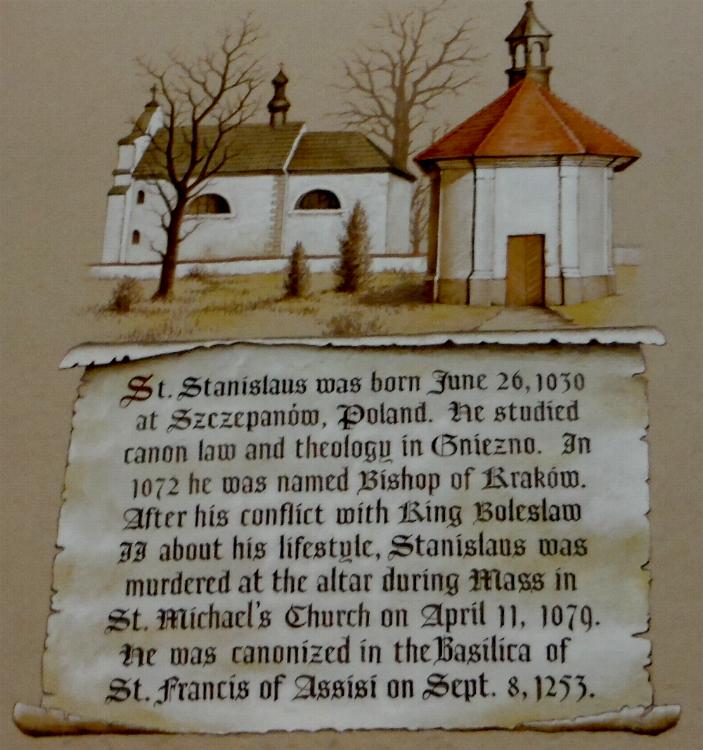 St. Stanislaus was born June 26, 1030
at Szczepanów, Poland. He studied
canon law and theology in Gniezno. In
1072 he was named Bishop of Kraków.
After his conflict with King Boleslaw
II about his lifestyle, Stanislaus was
murdered at the altar during Mass in
St. Michael's Church on April 11, 1079.
He was canonized in the Basilica of
St. Francis of Assisi on Sept. 8, 1253.